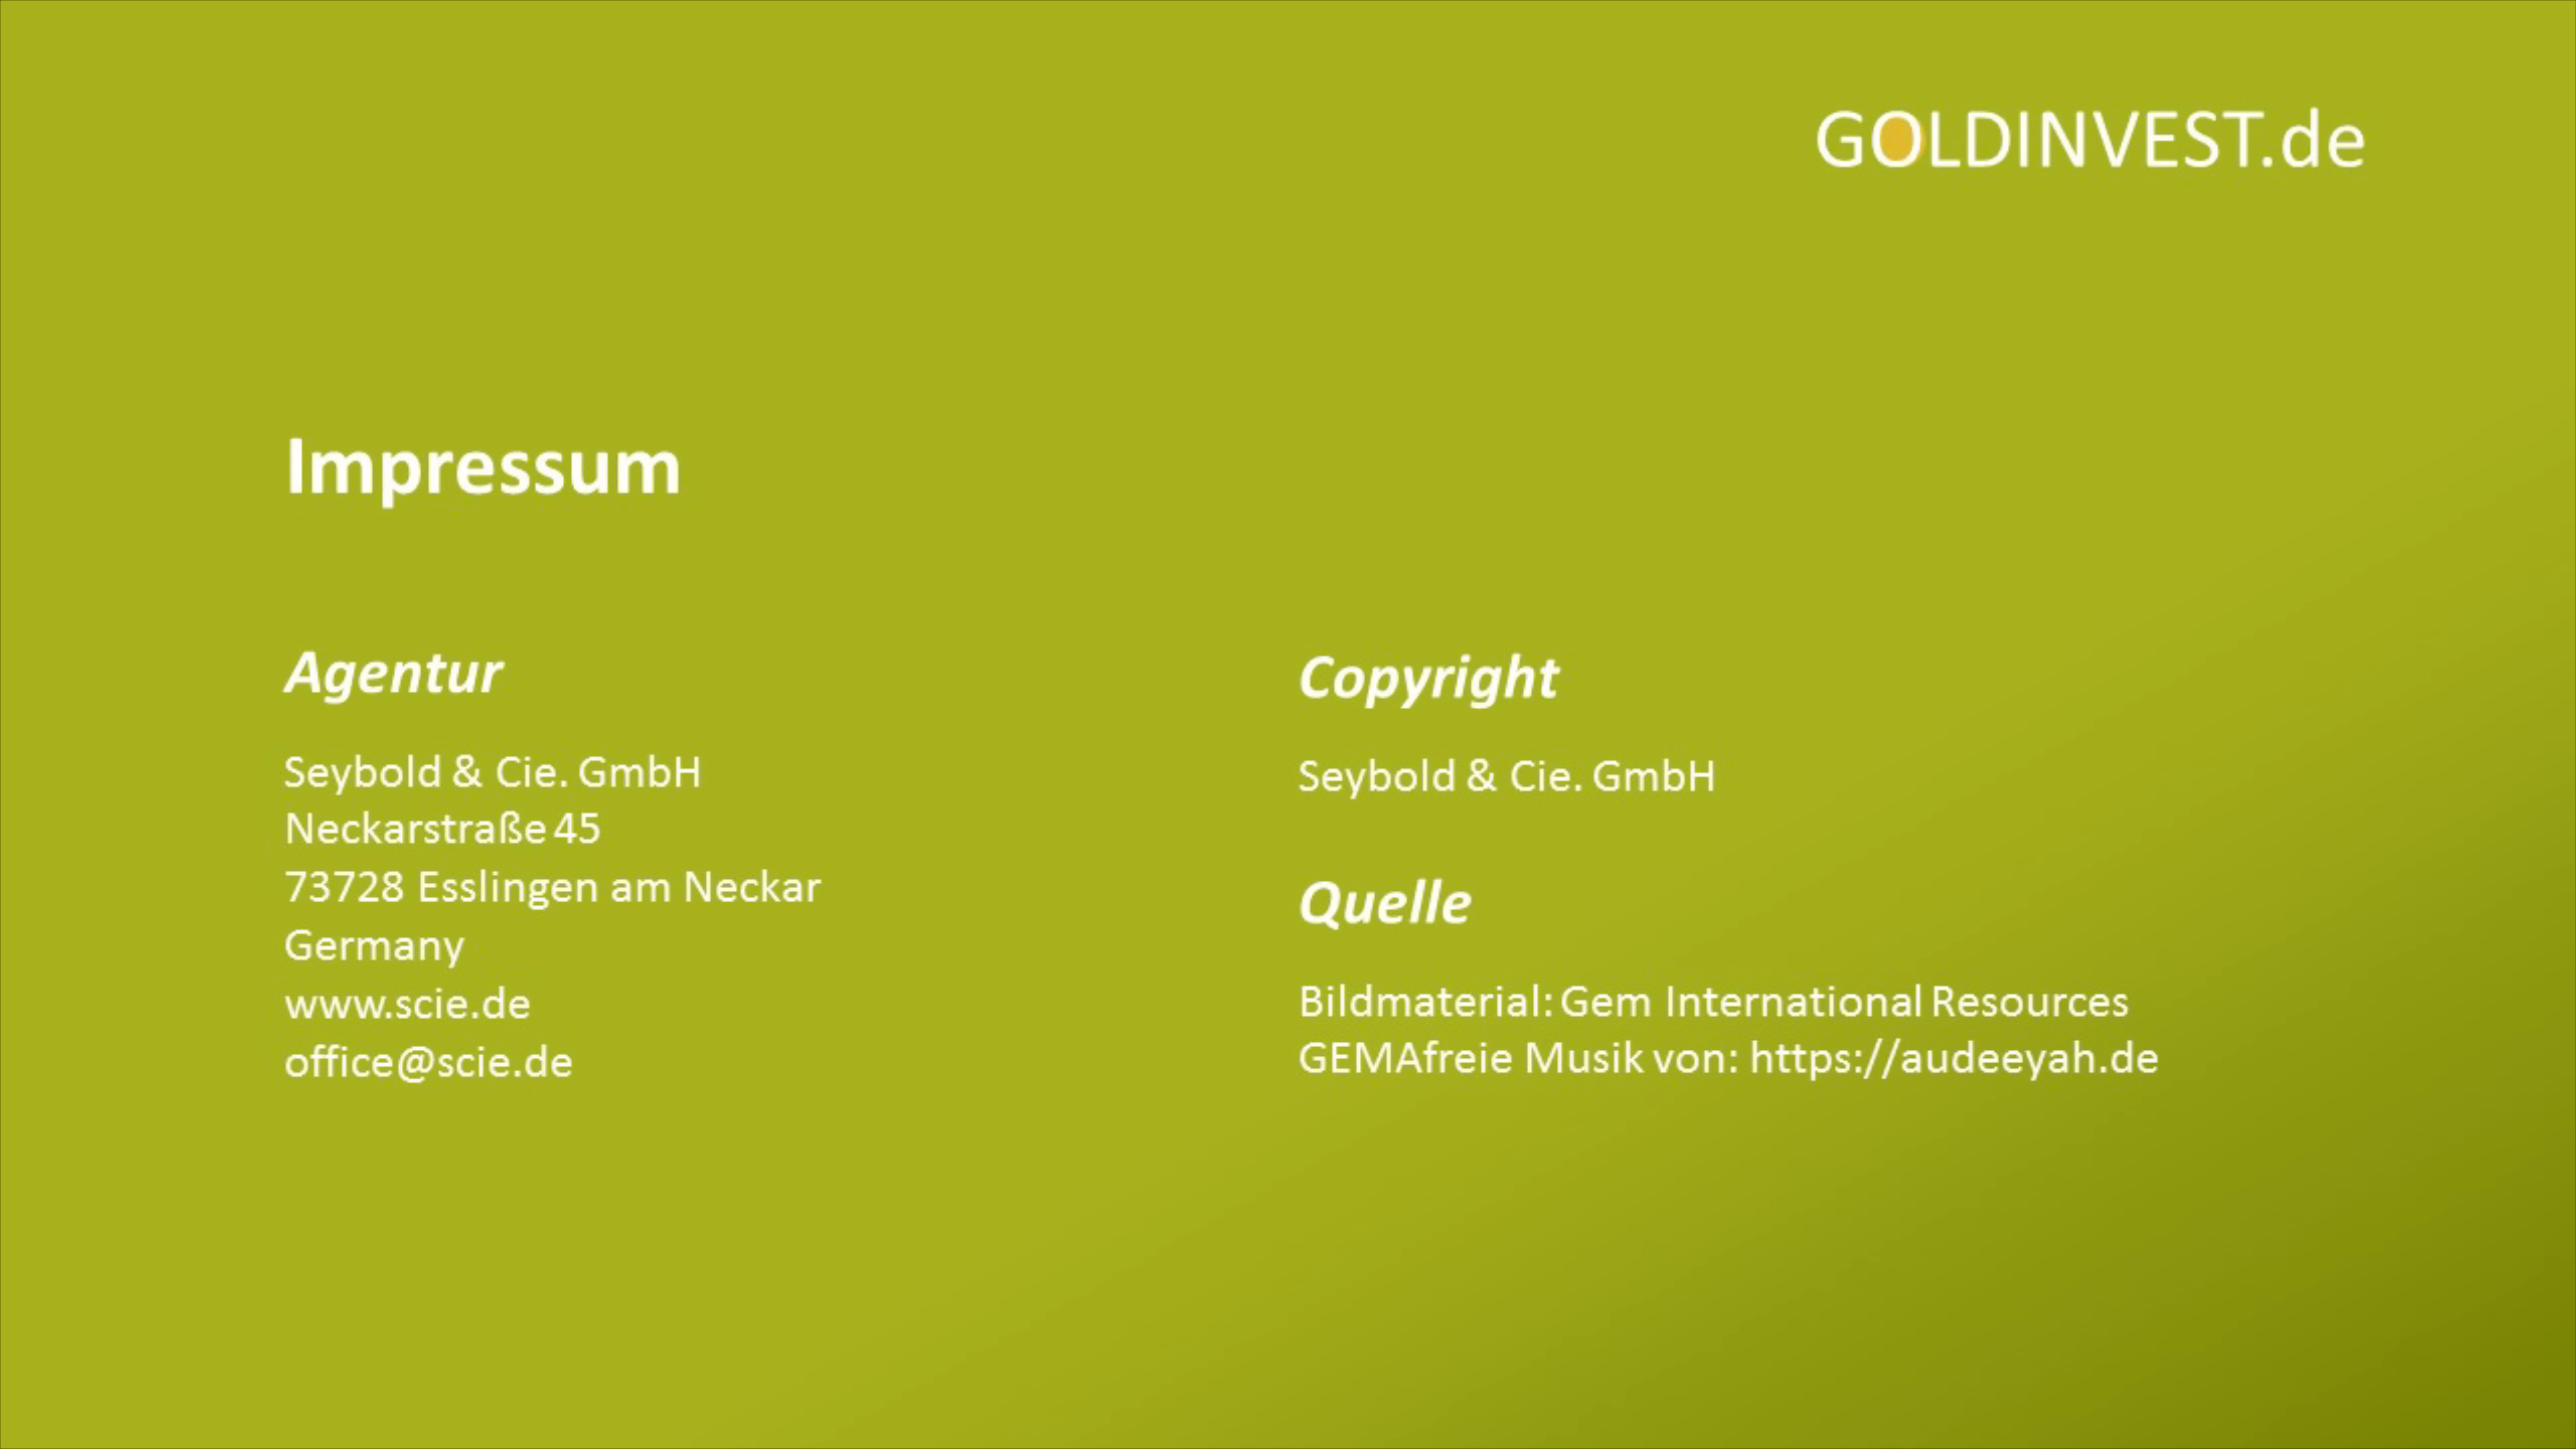 GOLDINVEST.de
Impressum
Agentur
Seybold & Cie. GmbH
Neckarstraße 45
73728 Esslingen am Neckar
Germany
www.scie.de
office@scie.de
Copyright
Seybold & Cie. GmbH
Quelle
Bildmaterial: Gem International Resources
GEMAfreie Musik von: https://audeeyah.de